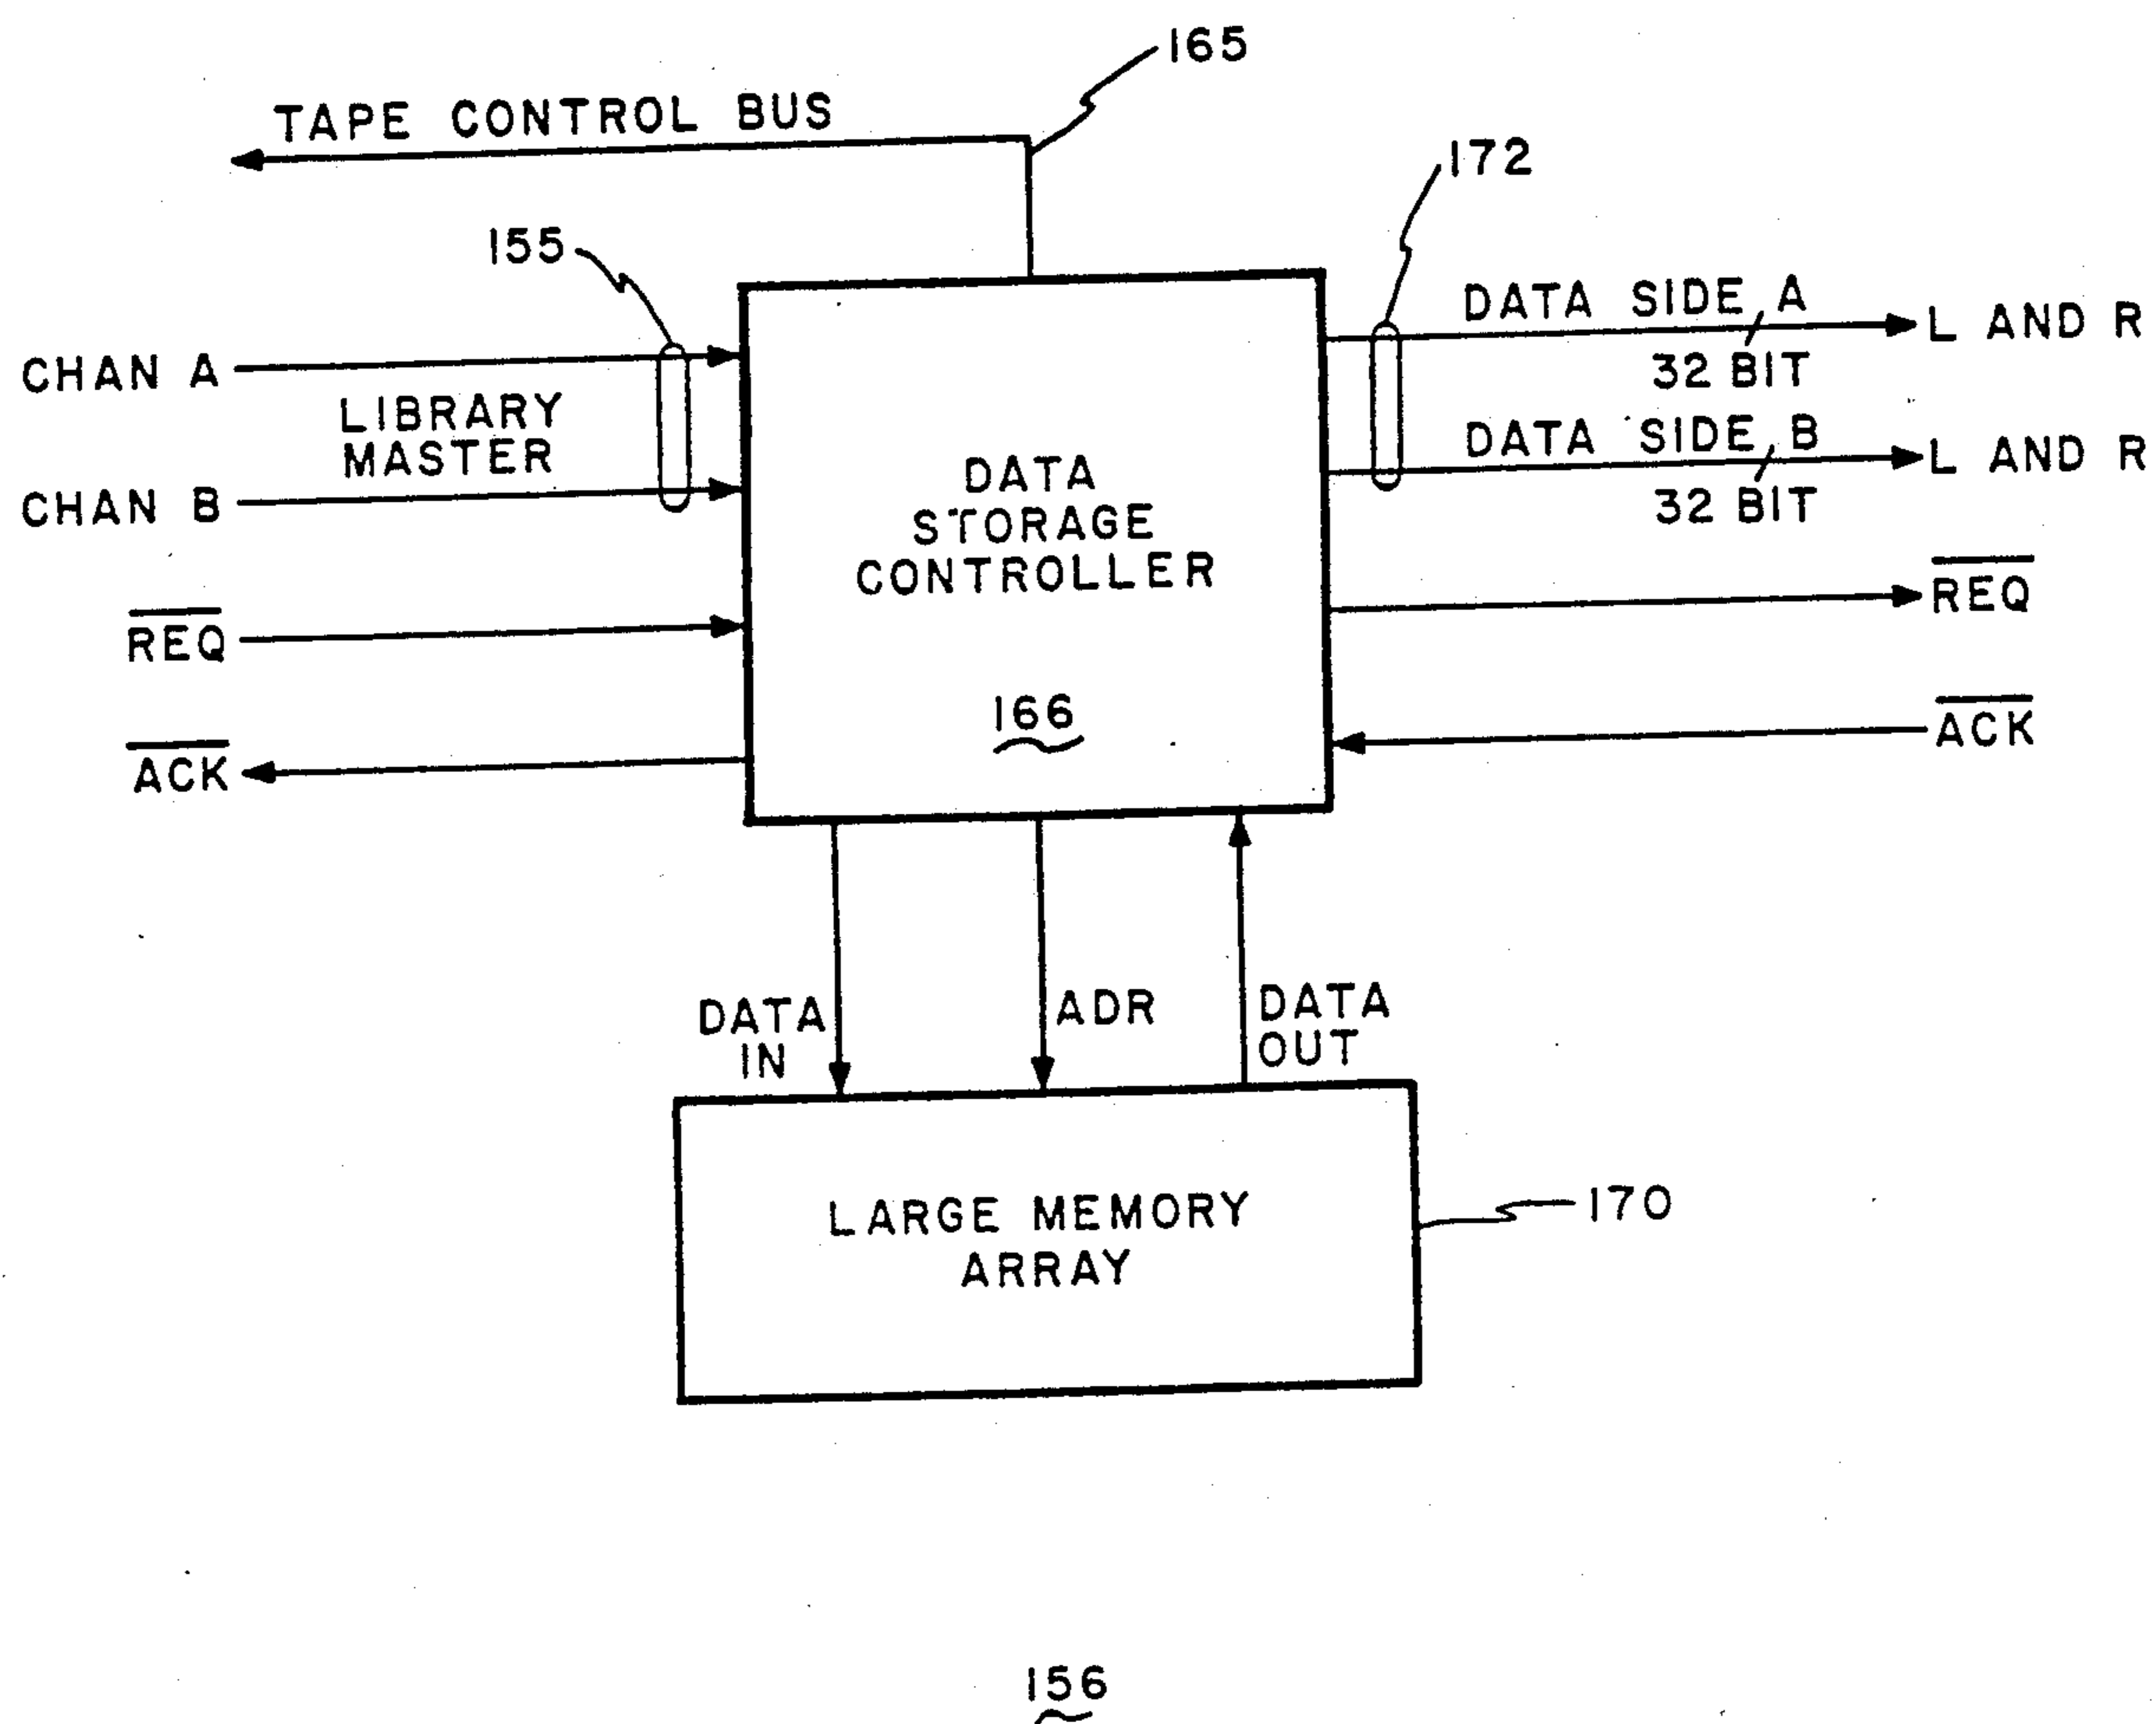 165
TAPE CONTROL BUS
172
155
DATA SIDE A
L AND R
32 BIT
CHAN A
LIBRARY
MASTER
DATA SIDE B
L AND R
32 BIT
CHAN B
DATA
STORAGE
CONTROLLER
166
REQ
REQ
ACK
ACK
DATA
IN
ADR
DATA
OUT
LARGE MEMORY
ARRAY
170
156